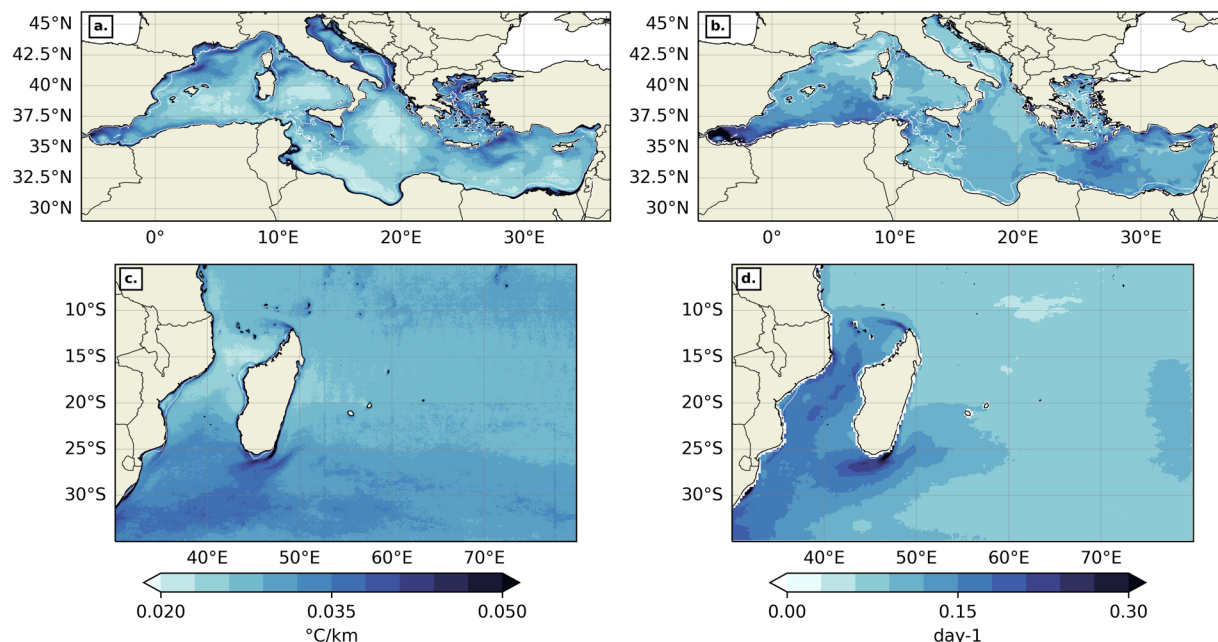 a.
b.
45°N
42.5°N
40°N
37.5°N
35°N
32.5°N
30°N
45°N
42.5°N
40°N
37.5°N
35°N
32.5°N
30°N
0° 10°E 20°E 30°E
0° 10°E 20°E 30°E
c.
d.
10°S
15°S
20°S
25°S
30°S
10°S
15°S
20°S
25°S
30°S
40°E 50°E 60°E 70°E
40°E 50°E 60°E 70°E
0.020 0.035 0.050
°C/km
0.00 0.15 0.30
day-1